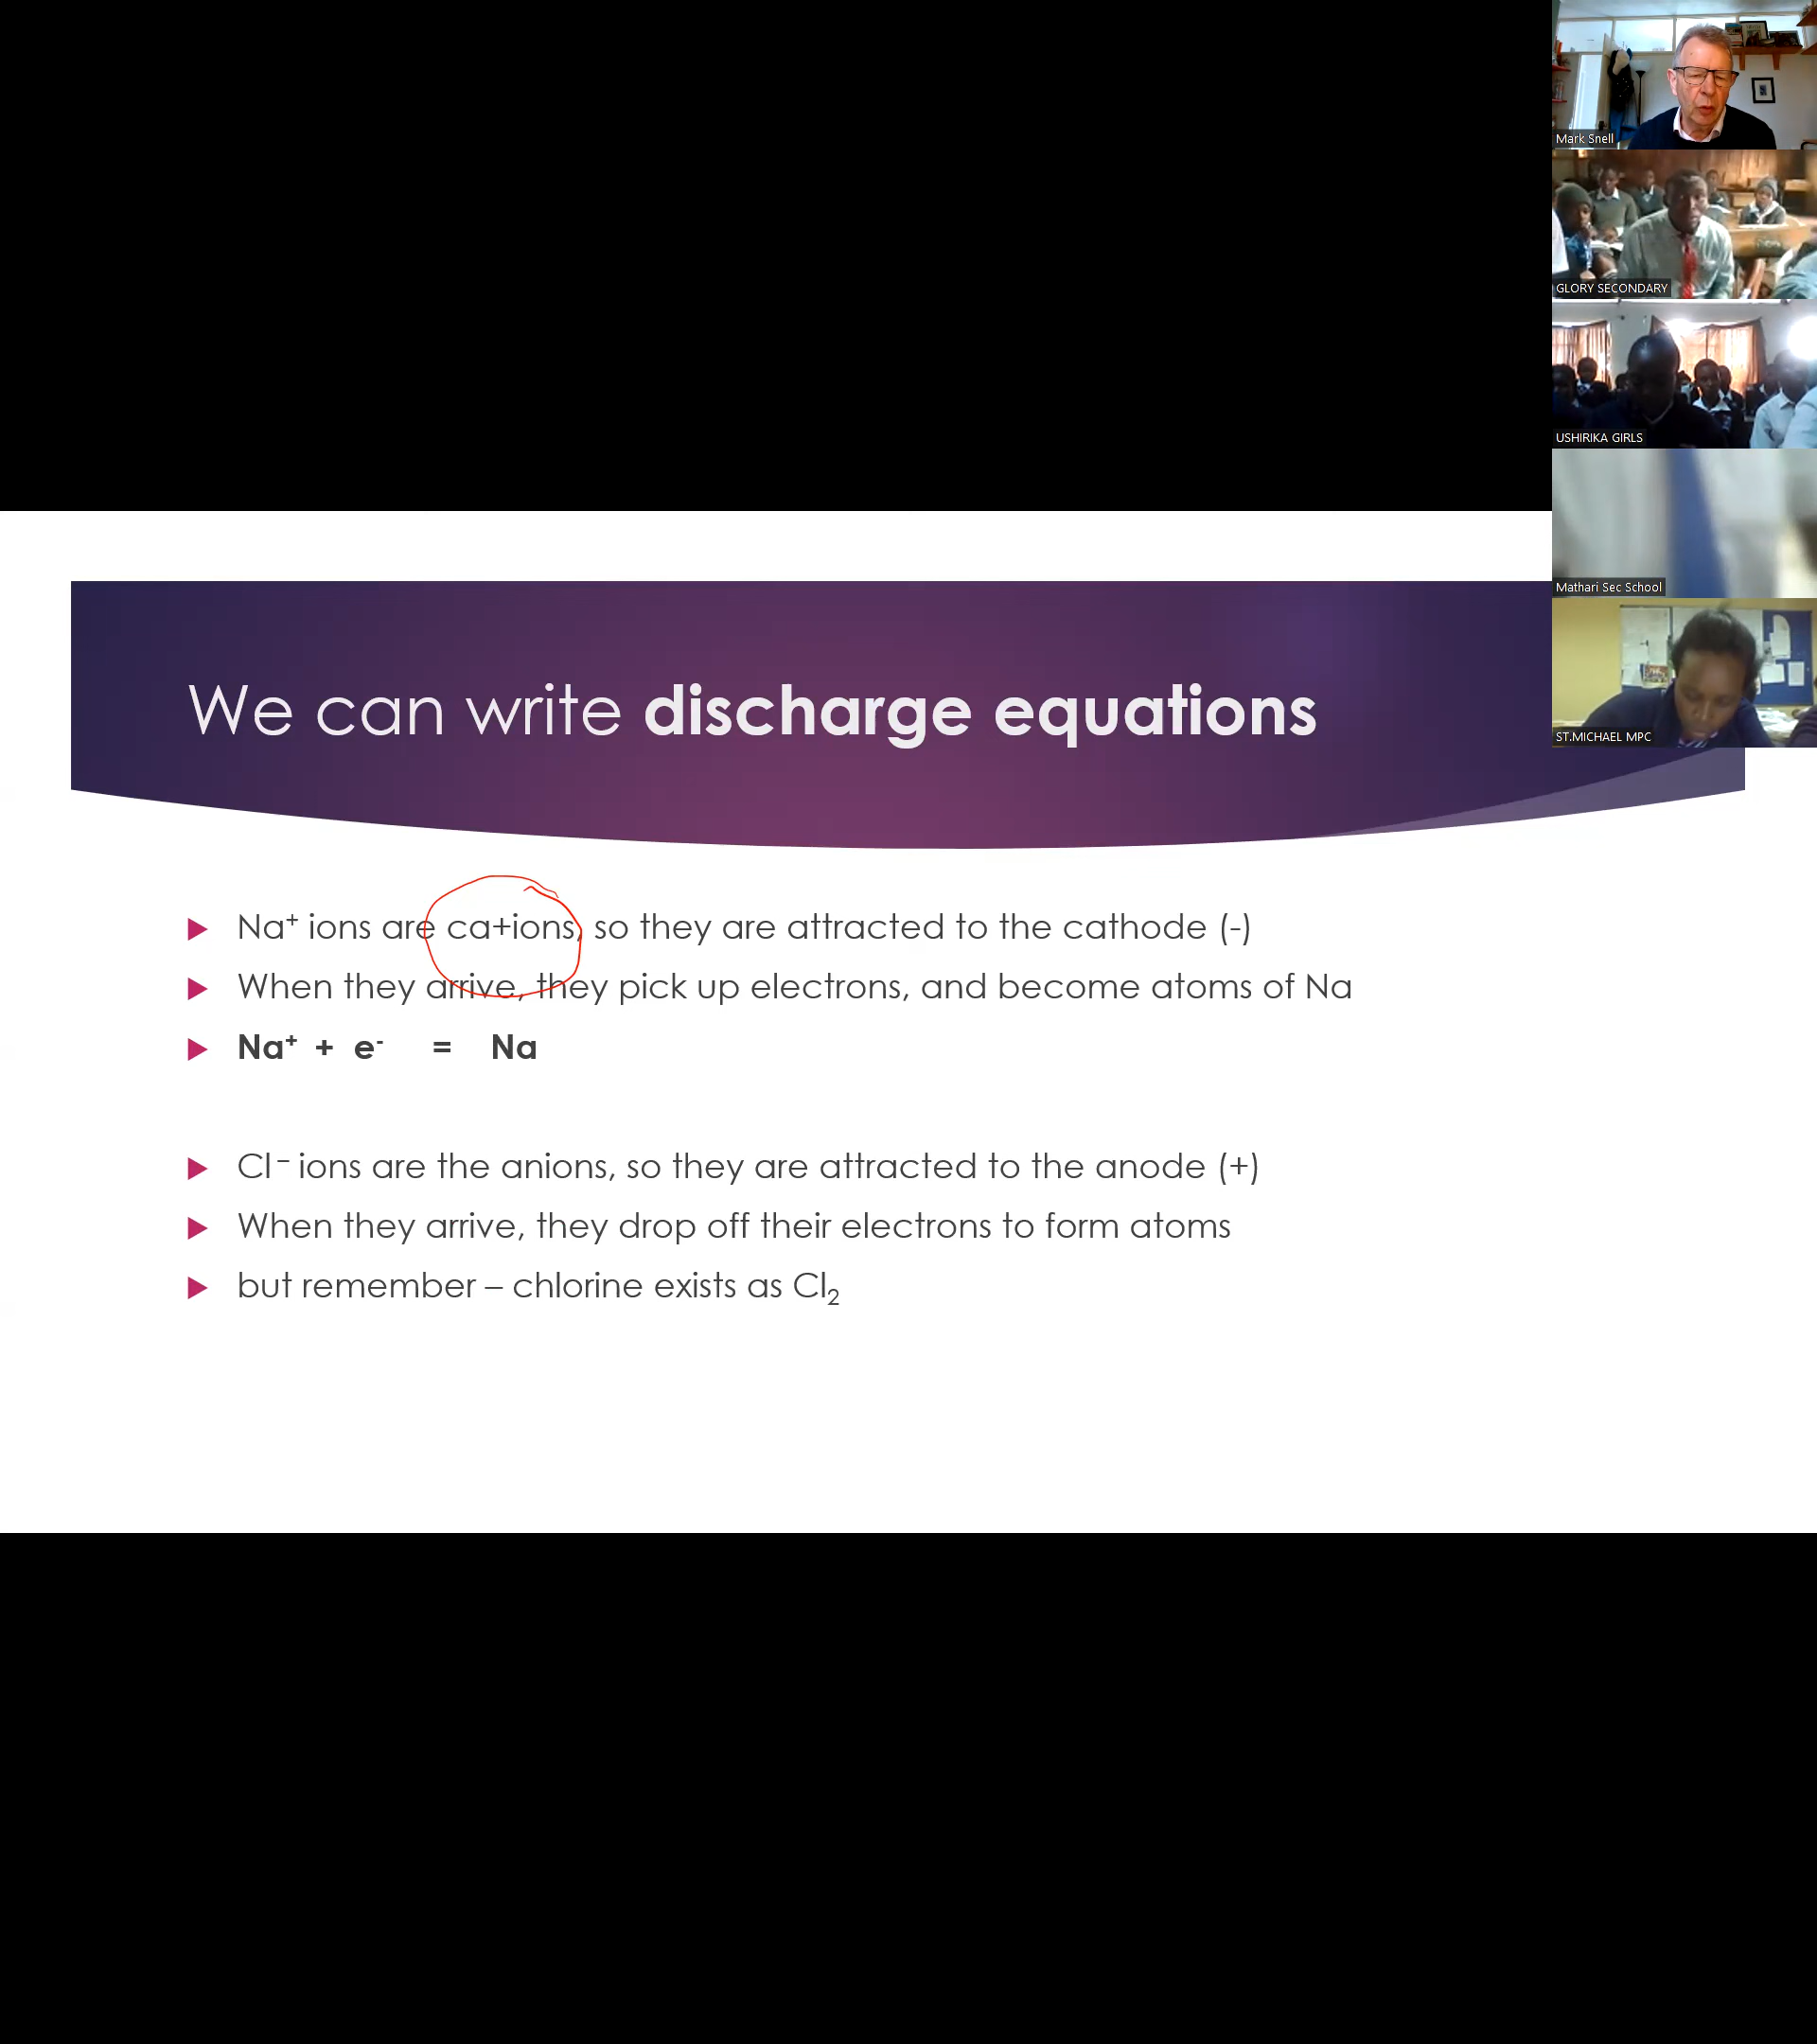 Mark Snell
GLORY SECONDARY
USHIRIKA GIRLS
Mathari Sec School
ST.MICHAEL MPC
We can write discharge equations
Na⁺ ions are ca+ions, so they are attracted to the cathode (-)
When they arrive, they pick up electrons, and become atoms of Na
Na⁺ + e⁻ = Na
Cl⁻ ions are the anions, so they are attracted to the anode (+)
When they arrive, they drop off their electrons to form atoms
but remember – chlorine exists as Cl₂